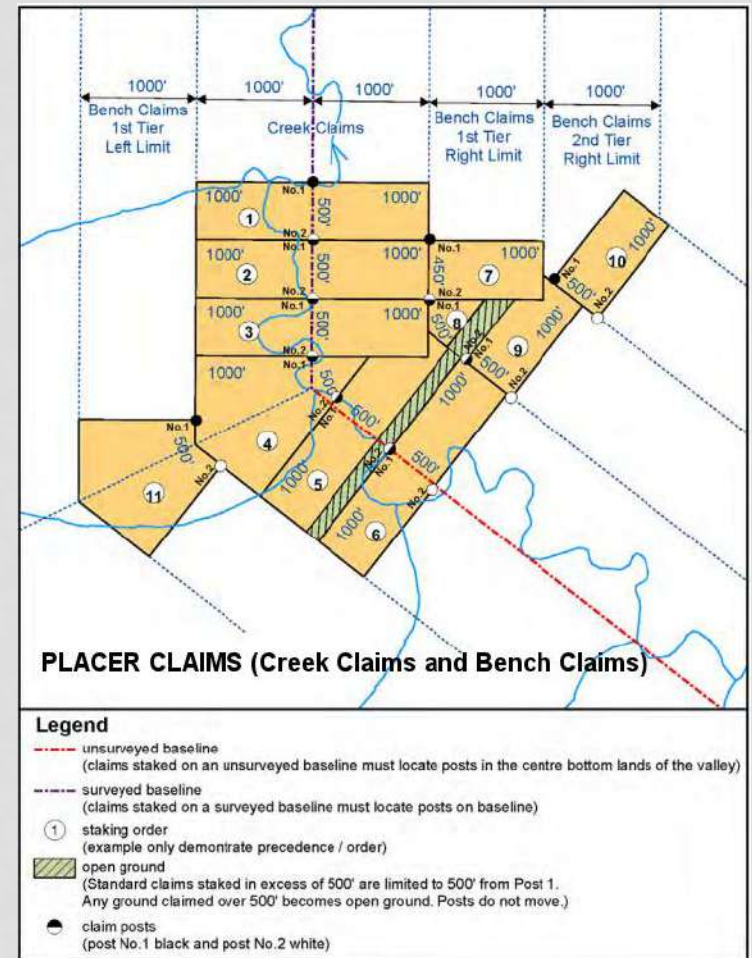 1000' 1000' 1000' 1000' 1000'
Bench Claims
1st Tier
Left Limit
Creek Claims
Bench Claims
1st Tier
Right Limit
Bench Claims
2nd Tier
Right Limit
1000' 1 No.1 500' 1000'
No.2
No.1 No.1 1000'
1000' 2 500' 1000' 450' 7
10 1000'
No.1
500'
No.2
No.2
No.1
No.2
No.1
1000' 3 500' 500' 8
1000'
9
No.2
No.1
No.2
No.1
500'
1000'
No.2
1000' 500'
No.2
No.1
500'
No.1
500'
No.2
11
4
1000'
5
No.2
No.1
500'
No.2
1000'
6
PLACER CLAIMS (Creek Claims and Bench Claims)
Legend
unsurveyed baseline
(claims staked on an unsurveyed baseline must locate posts in the centre bottom lands of the valley)
surveyed baseline
(claims staked on a surveyed baseline must locate posts on baseline)
1 staking order
(example only demontrate precedence / order)
open ground
(Standard claims staked in excess of 500' are limited to 500' from Post 1.
Any ground claimed over 500' becomes open ground. Posts do not move.)
claim posts
(post No.1 black and post No.2 white)